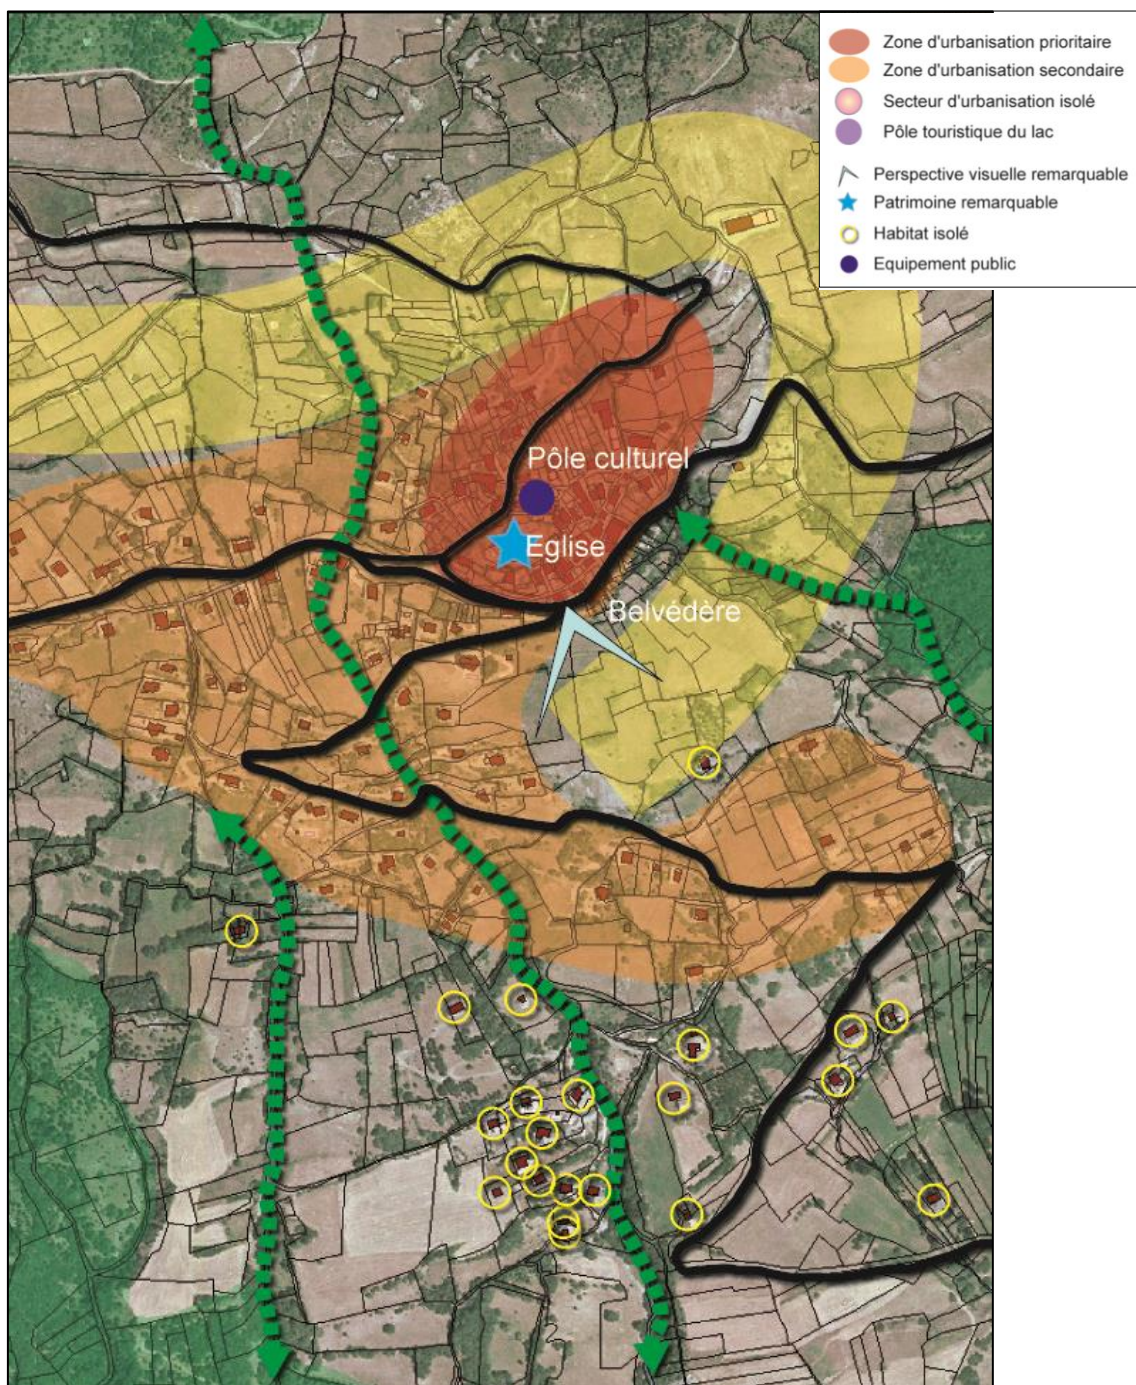 Zone d'urbanisation prioritaire
Zone d'urbanisation secondaire
Secteur d'urbanisation isolé
Pôle touristique du lac
Perspective visuelle remarquable
Patrimoine remarquable
Habitat isolé
Equipement public
Pôle culturel
Eglise
Belvédère